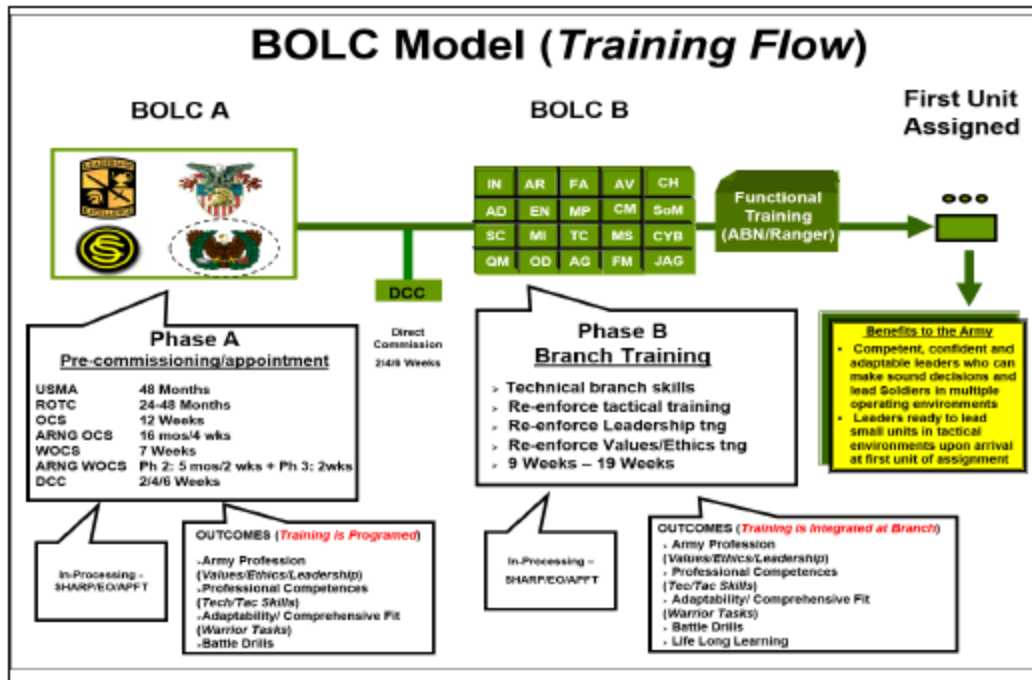 BOLC Model (Training Flow)
BOLC A
BOLC B
First Unit
Assigned
LEADERSHIP
EXCELLENCE
IN AR FA AV CH
AD EN MP CM SoM
SC MI TC MS CYB
QM OD AG FM JAG
Functional
Training
(ABN/Ranger)
DCC
Direct
Commission
2/4/6 Weeks
Phase A
Pre-commissioning/appointment
USMA 48 Months
ROTC 24-48 Months
OCS 12 Weeks
ARNG OCS 16 mos/4 wks
WOCS 7 Weeks
ARNG WOCS Ph 2: 5 mos/2 wks + Ph 3: 2wks
DCC 2/4/6 Weeks
Phase B
Branch Training
➢ Technical branch skills
➢ Re-enforce tactical training
➢ Re-enforce Leadership tng
➢ Re-enforce Values/Ethics tng
➢ 9 Weeks – 19 Weeks
Benefits to the Army
• Competent, confident and
adaptable leaders who can
make sound decisions and
lead Soldiers in multiple
operating environments
• Leaders ready to lead
small units in tactical
environments upon arrival
at first unit of assignment
In-Processing -
SHARP/EO/APFT
OUTCOMES (Training is Programed)
➢Army Profession
(Values/Ethics/Leadership)
➢Professional Competences
(Tech/Tac Skills)
➢Adaptability/ Comprehensive Fit
(Warrior Tasks)
➢Battle Drills
In-Processing –
SHARP/EO/APFT
OUTCOMES (Training is Integrated at Branch)
➢ Army Profession
(Values/Ethics/Leadership)
➢ Professional Competences
(Tec/Tac Skills)
➢ Adaptability/ Comprehensive Fit
(Warrior Tasks)
➢ Battle Drills
➢ Life Long Learning